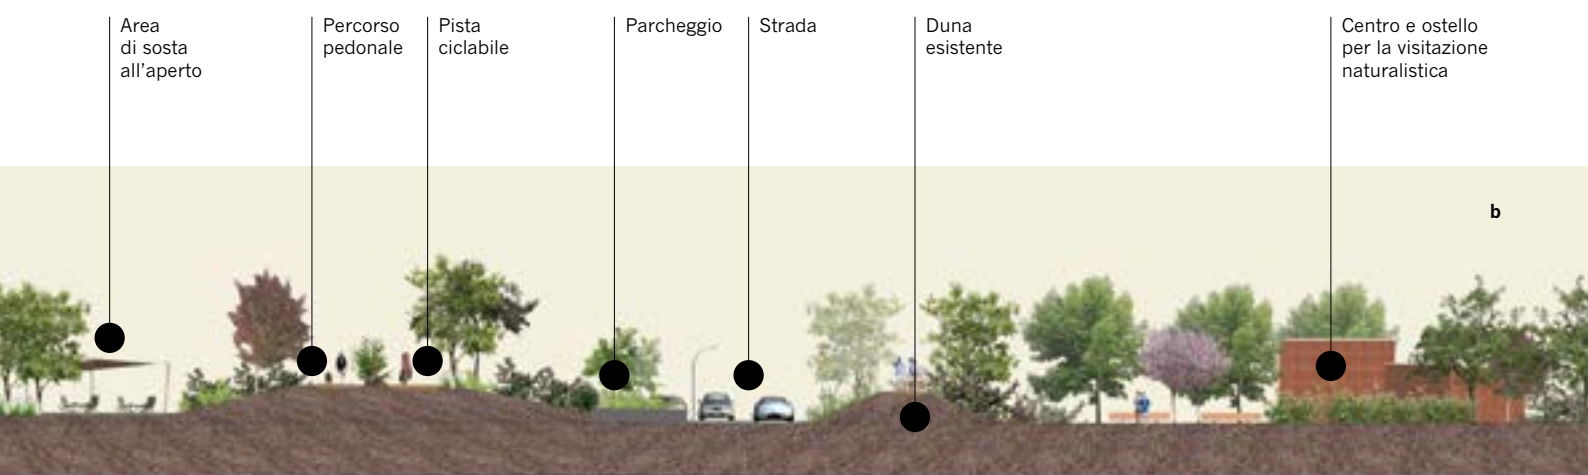 Area
di sosta
all’aperto
Percorso
pedonale
Pista
ciclabile
Parcheggio
Strada
Duna
esistente
Centro e ostello
per la visitazione
naturalistica
b